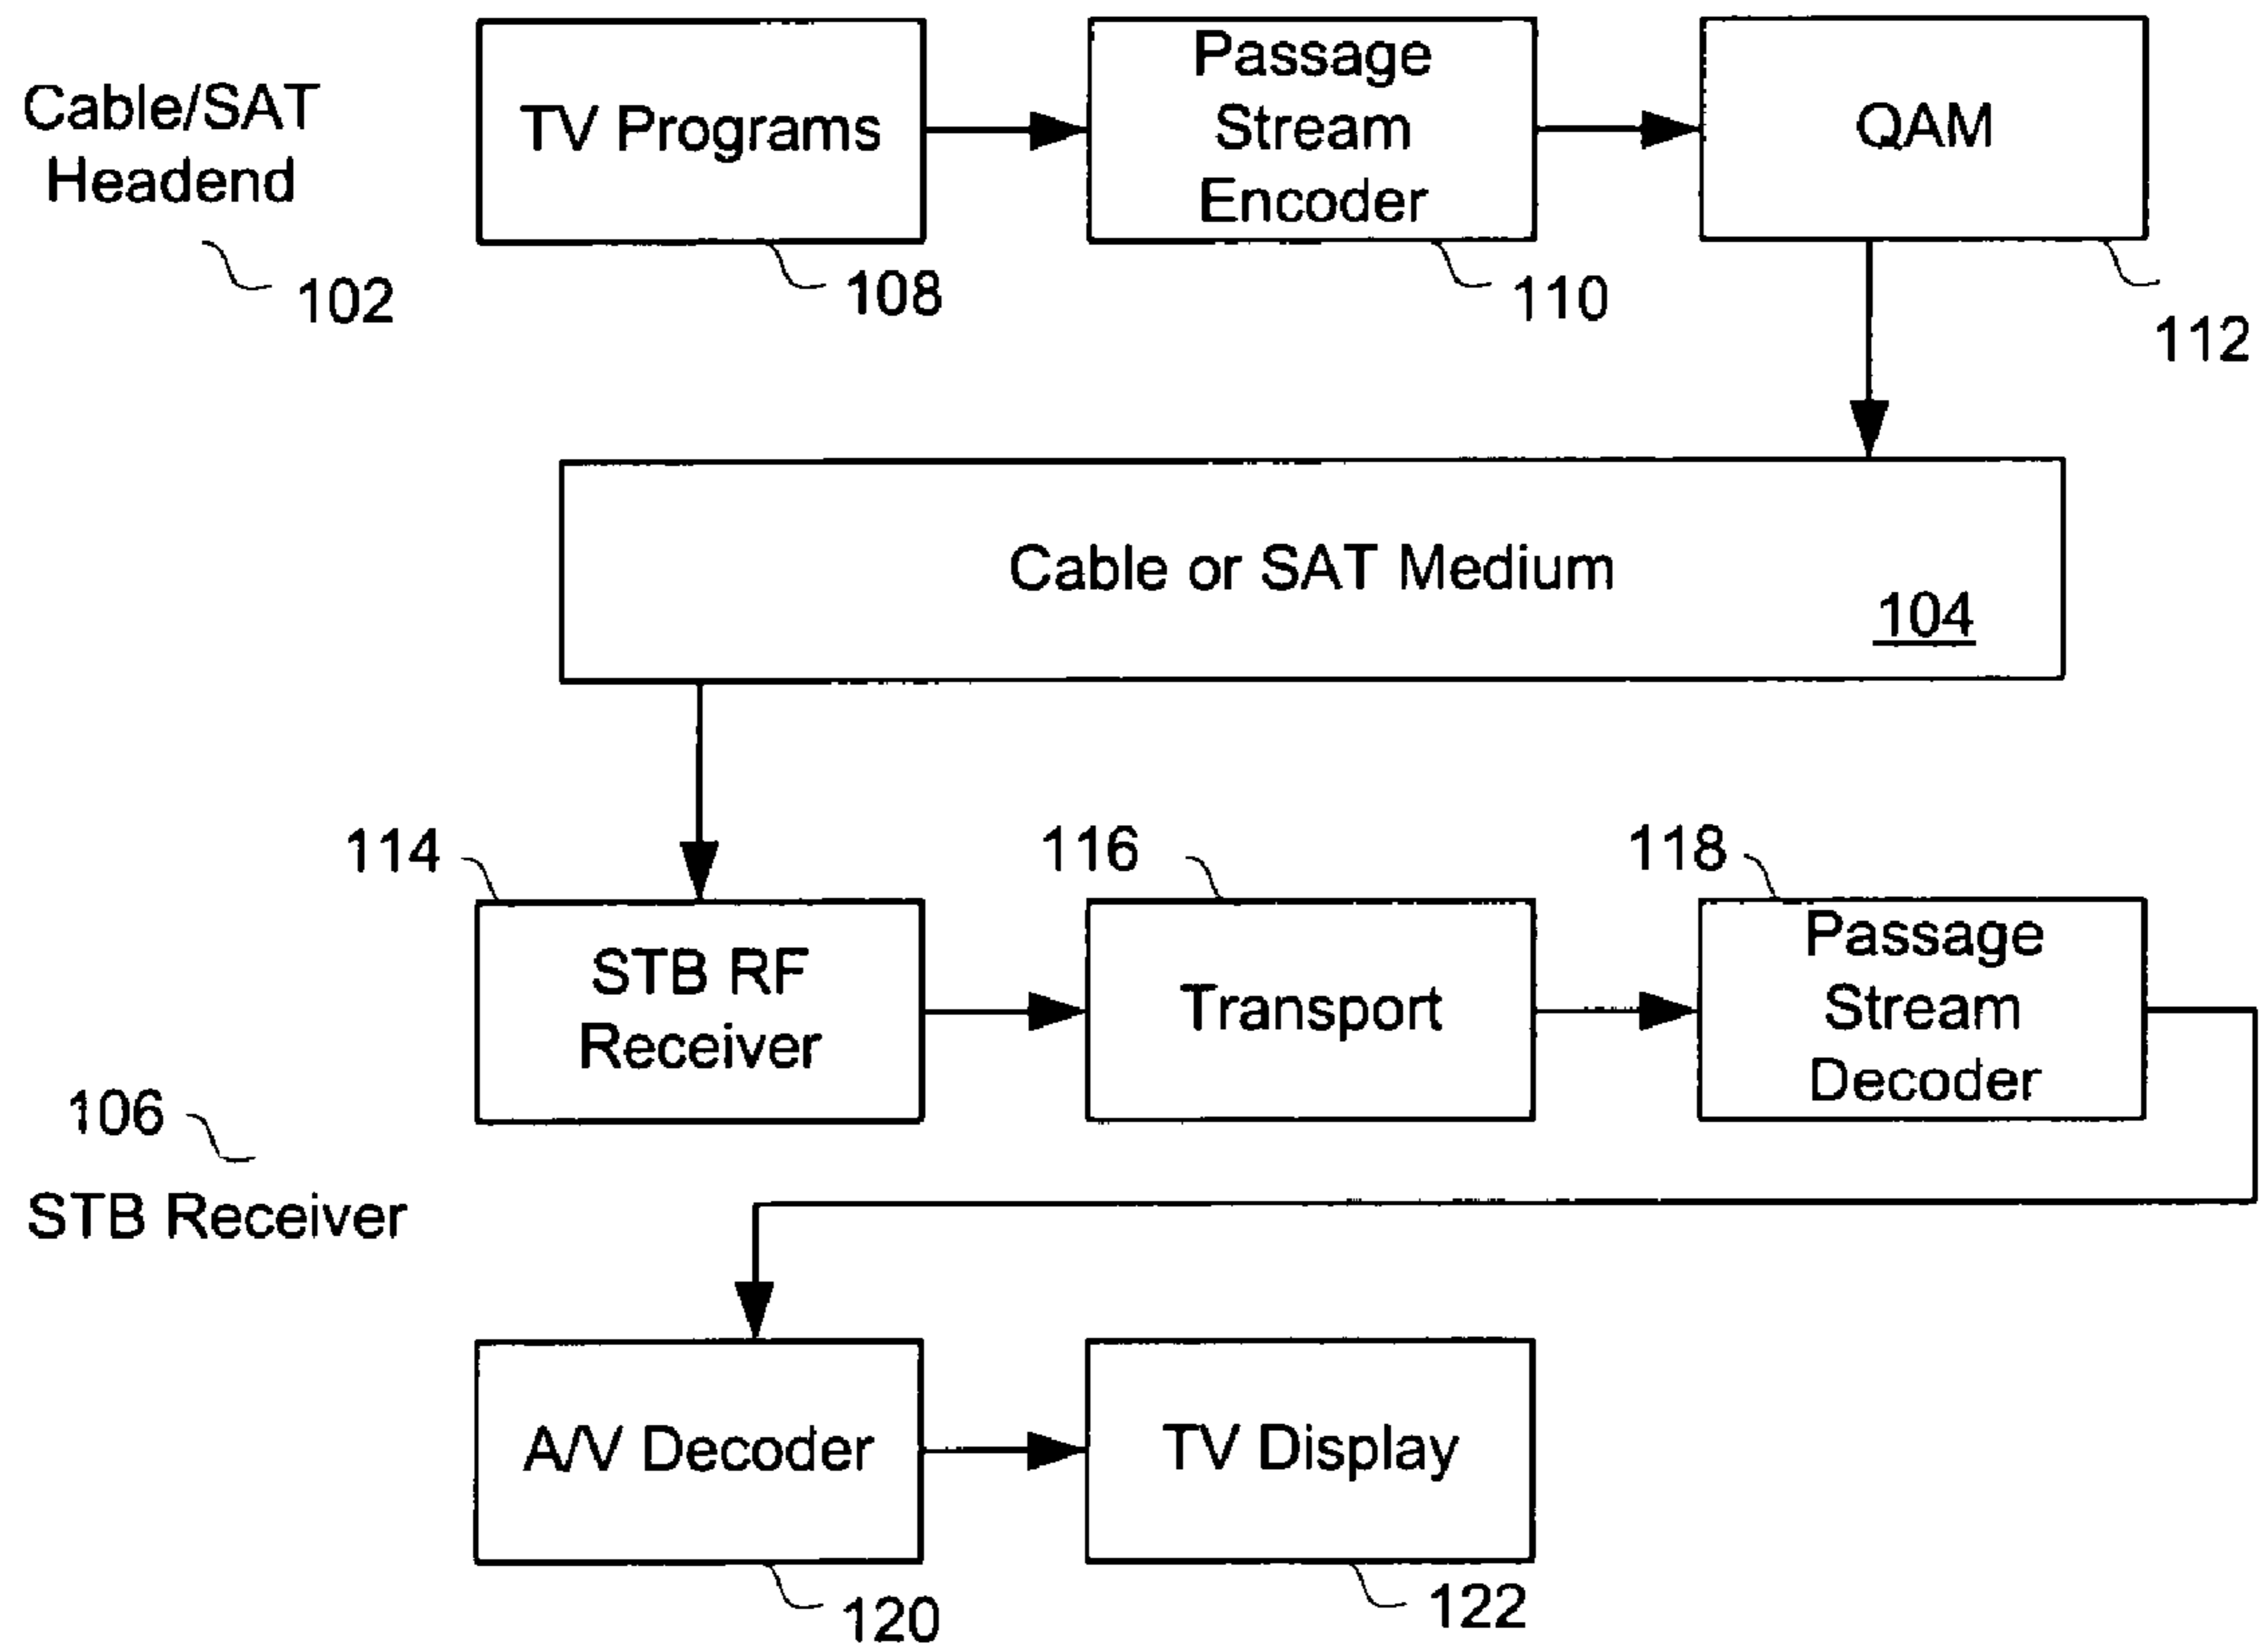 Cable/SAT
Headend
102
TV Programs
108
Passage
Stream
Encoder
110
QAM
112
Cable or SAT Medium
104
114
STB RF
Receiver
116
Transport
118
Passage
Stream
Decoder
106
STB Receiver
A/V Decoder
120
TV Display
122